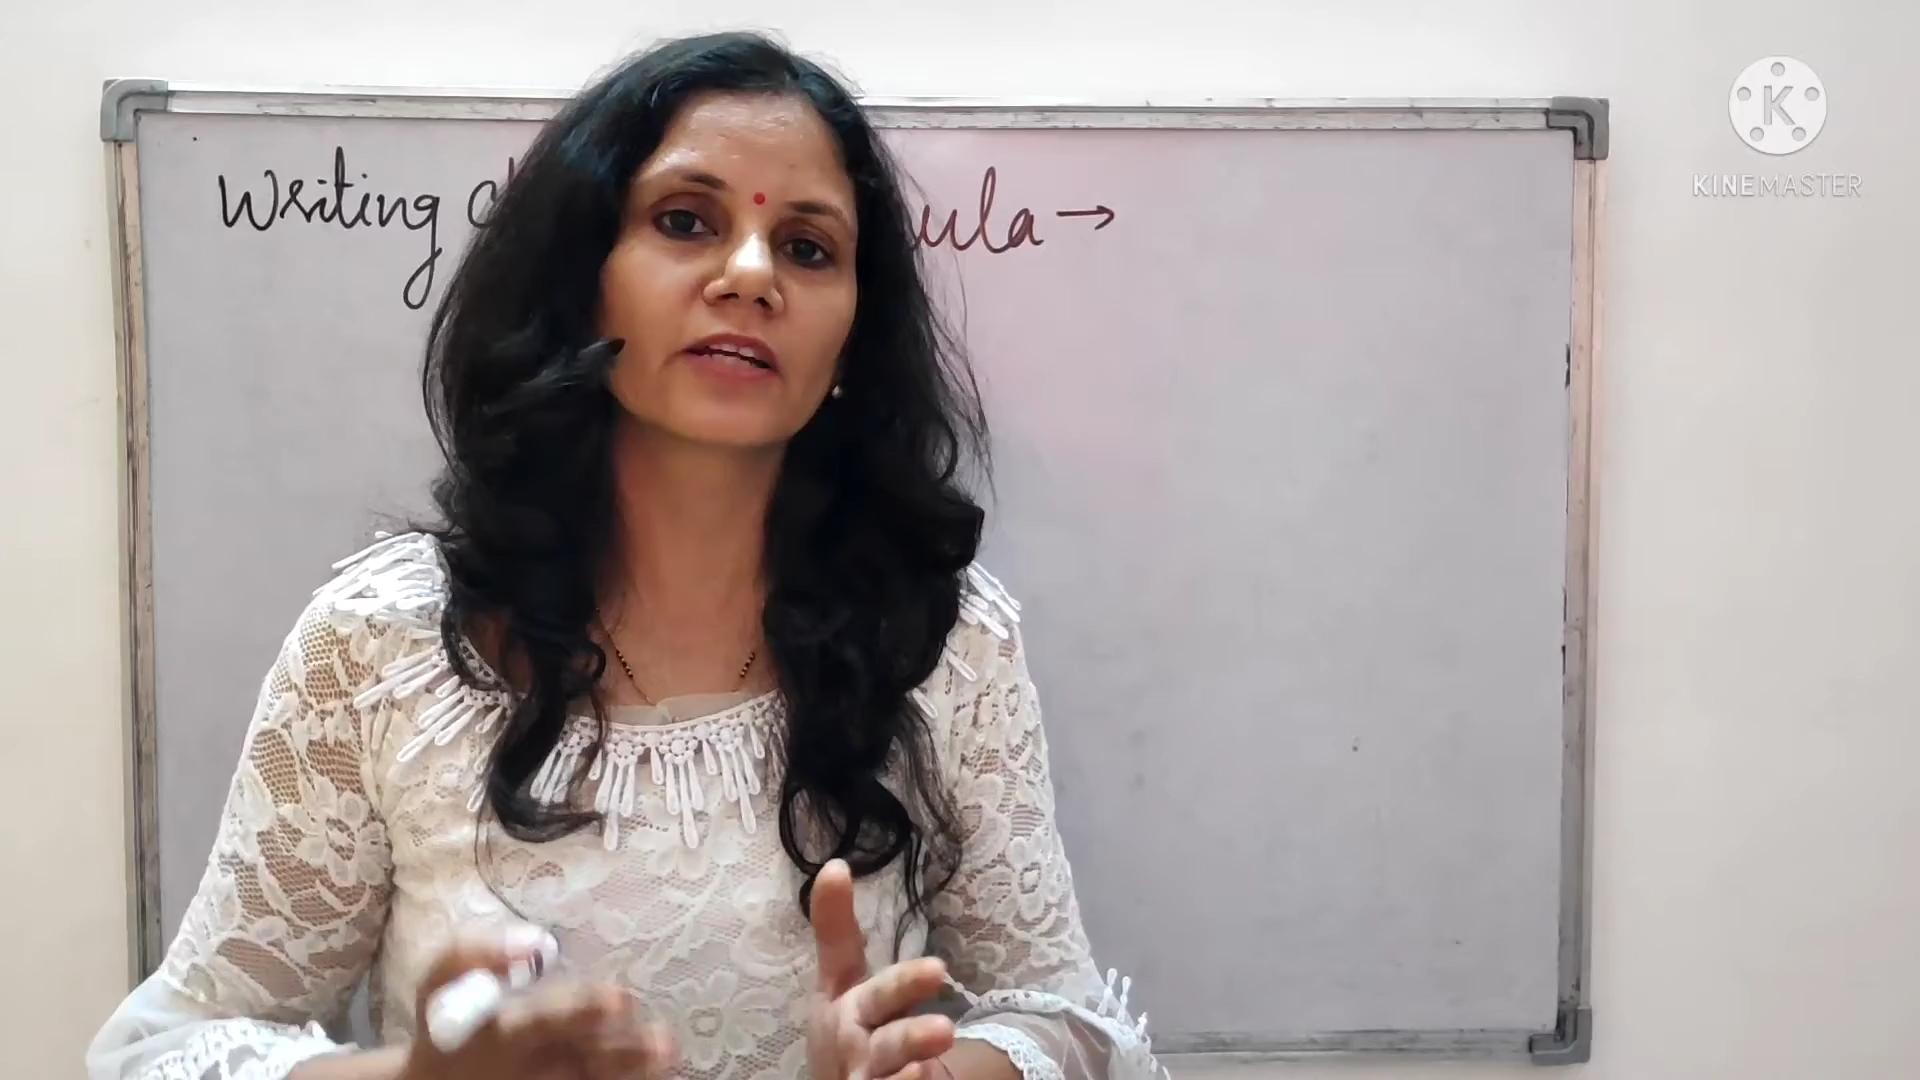 Writing ula →
K
KINEMASTER